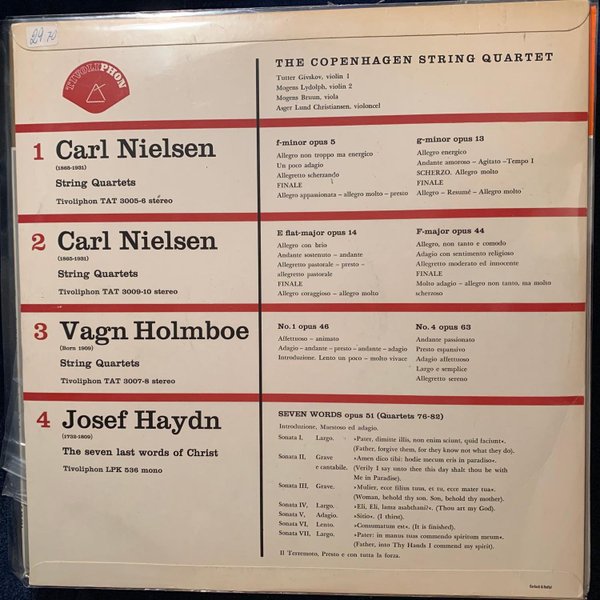 29.70
TIVOLIPHON
THE COPENHAGEN STRING QUARTET
Tutter Givskov, violin 1
Mogens Lydolph, violin 2
Mogens Bruun, viola
Asger Lund Christiansen, violoncel
1 Carl Nielsen
(1865-1931)
String Quartets
Tivoliphon TAT 3005-6 stereo
f-minor opus 5
Allegro non troppo ma energico
Un poco adagio
Allegretto scherzando
FINALE
Allegro appassionata – allegro molto – presto
g-minor opus 13
Allegro energico
Andante amoroso – Agitato – Tempo I
SCHERZO. Allegro molto
FINALE
Allegro – Resumé – Allegro molto
2 Carl Nielsen
(1865-1931)
String Quartets
Tivoliphon TAT 3009-10 stereo
E flat-major opus 14
Allegro con brio
Andante sostenuto – andante
Allegretto pastorale – presto –
allegretto pastorale
FINALE
Allegro coraggioso – allegro molto
F-major opus 44
Allegro, non tanto e comodo
Adagio con sentimento religioso
Allegretto moderato ed innocente
FINALE
Molto adagio – allegro non tanto, ma molto
scherzoso
3 Vagn Holmboe
(Born 1909)
String Quartets
Tivoliphon TAT 3007-8 stereo
No. 1 opus 46
Affettuoso – animato
Adagio – andante – presto – andante – adagio
Introduzione. Lento un poco – molto vivace
No. 4 opus 63
Andante passionato
Presto espansivo
Adagio affettuoso
Largo e semplice
Allegretto sereno
4 Josef Haydn
(1732-1809)
The seven last words of Christ
Tivoliphon LPK 536 mono
SEVEN WORDS opus 51 (Quartets 76-82)
Introduzione, Maestoso ed adagio.
Sonata I, Largo. »Pater, dimitte illis, non enim sciunt, quid faciunt«.
(Father, forgive them, for they know not what they do).
Sonata II, Grave »Amen dico tibi: hodie mecum eris in paradiso«.
e cantabile. (Verily I say unto thee this day shalt thou be with
Me in Paradise).
Sonata III, Grave. »Mulier, ecce filius tuus, et tu, ecce mater tua«.
(Woman, behold thy son. Son, behold thy mother).
Sonata IV, Largo. »Eli, Eli, lama asabthani?« (Thou art my God).
Sonata V, Adagio. »Sitio«. (I thirst).
Sonata VI, Lento. »Consumatum est«. (It is finished).
Sonata VII, Largo. »Pater: in manus tuas commendo spiritum meum«.
(Father, into Thy Hands I commend my spirit).
Il Terremoto, Presto e con tutta la forza.